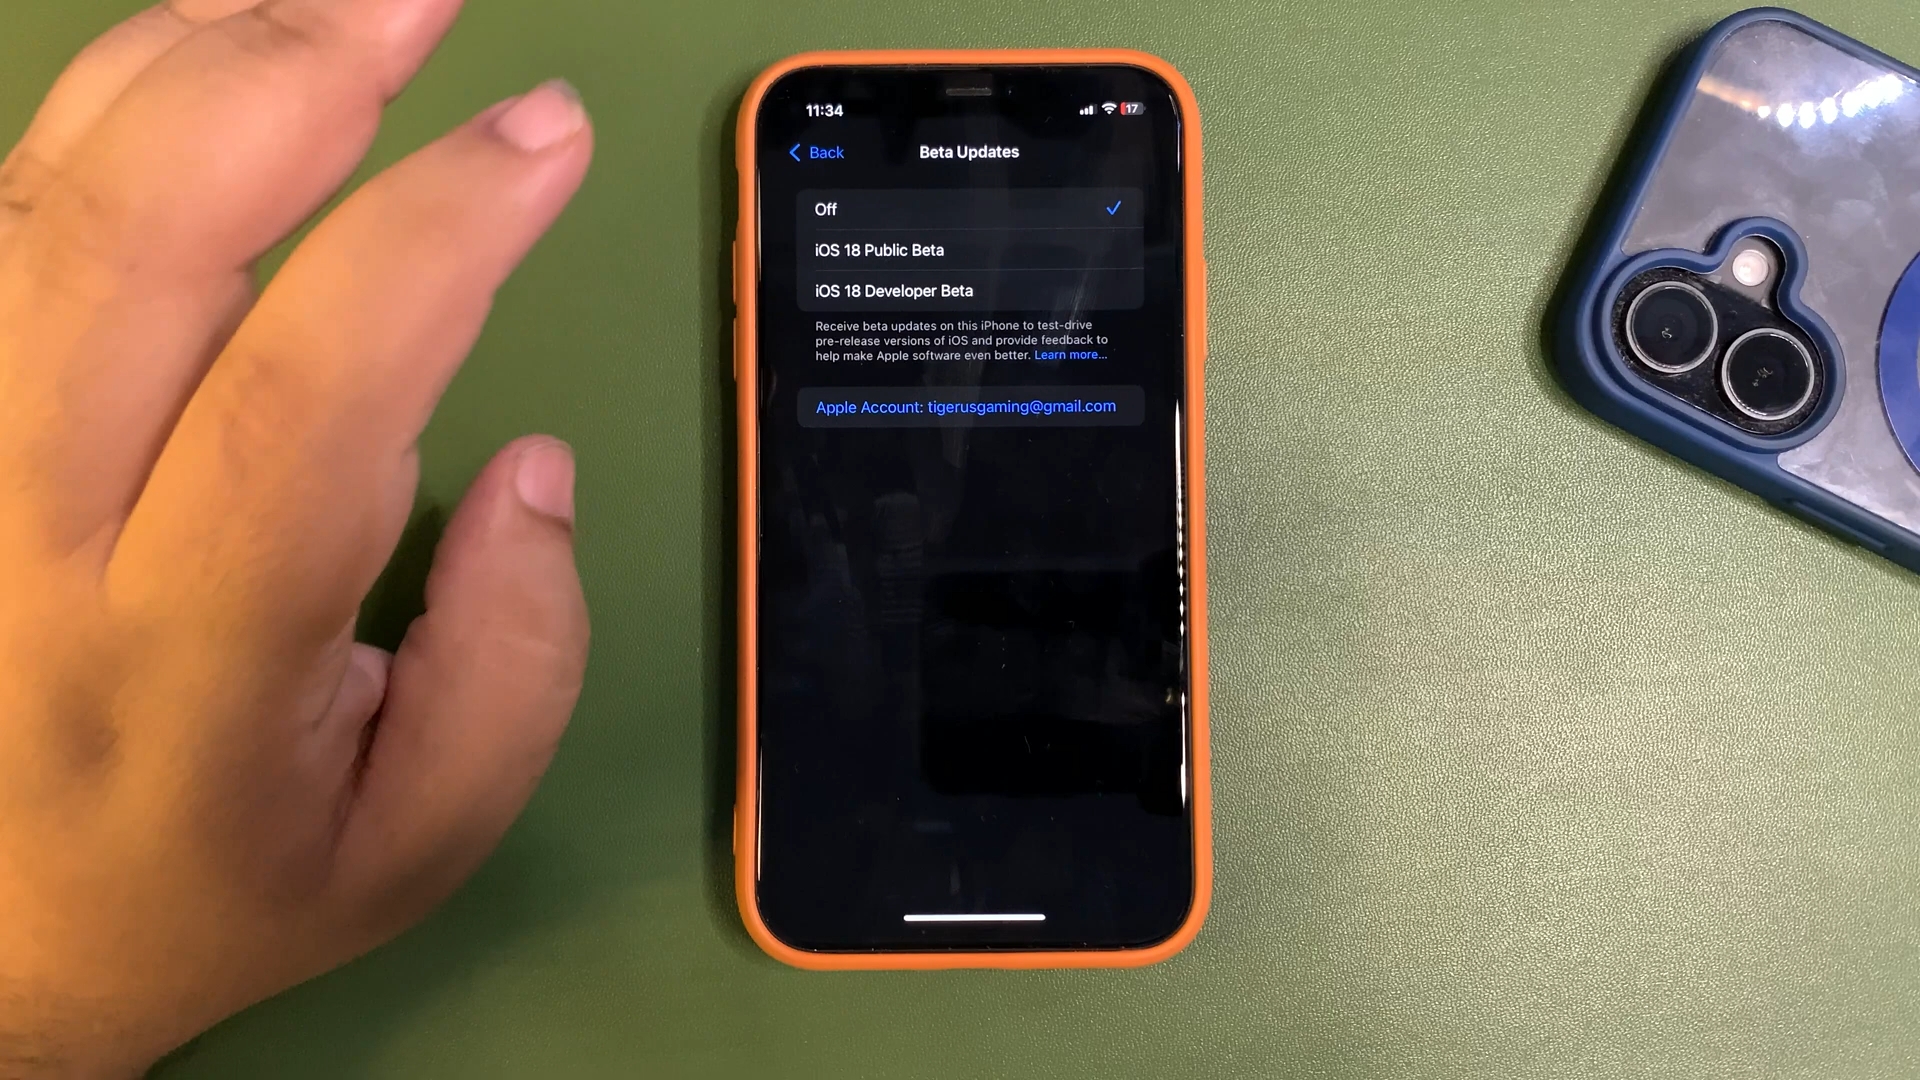 11:34
17
Back
Beta Updates
Off
iOS 18 Public Beta
iOS 18 Developer Beta
Receive beta updates on this iPhone to test-drive
pre-release versions of iOS and provide feedback to
help make Apple software even better. Learn more...
Apple Account: tigerusgaming@gmail.com